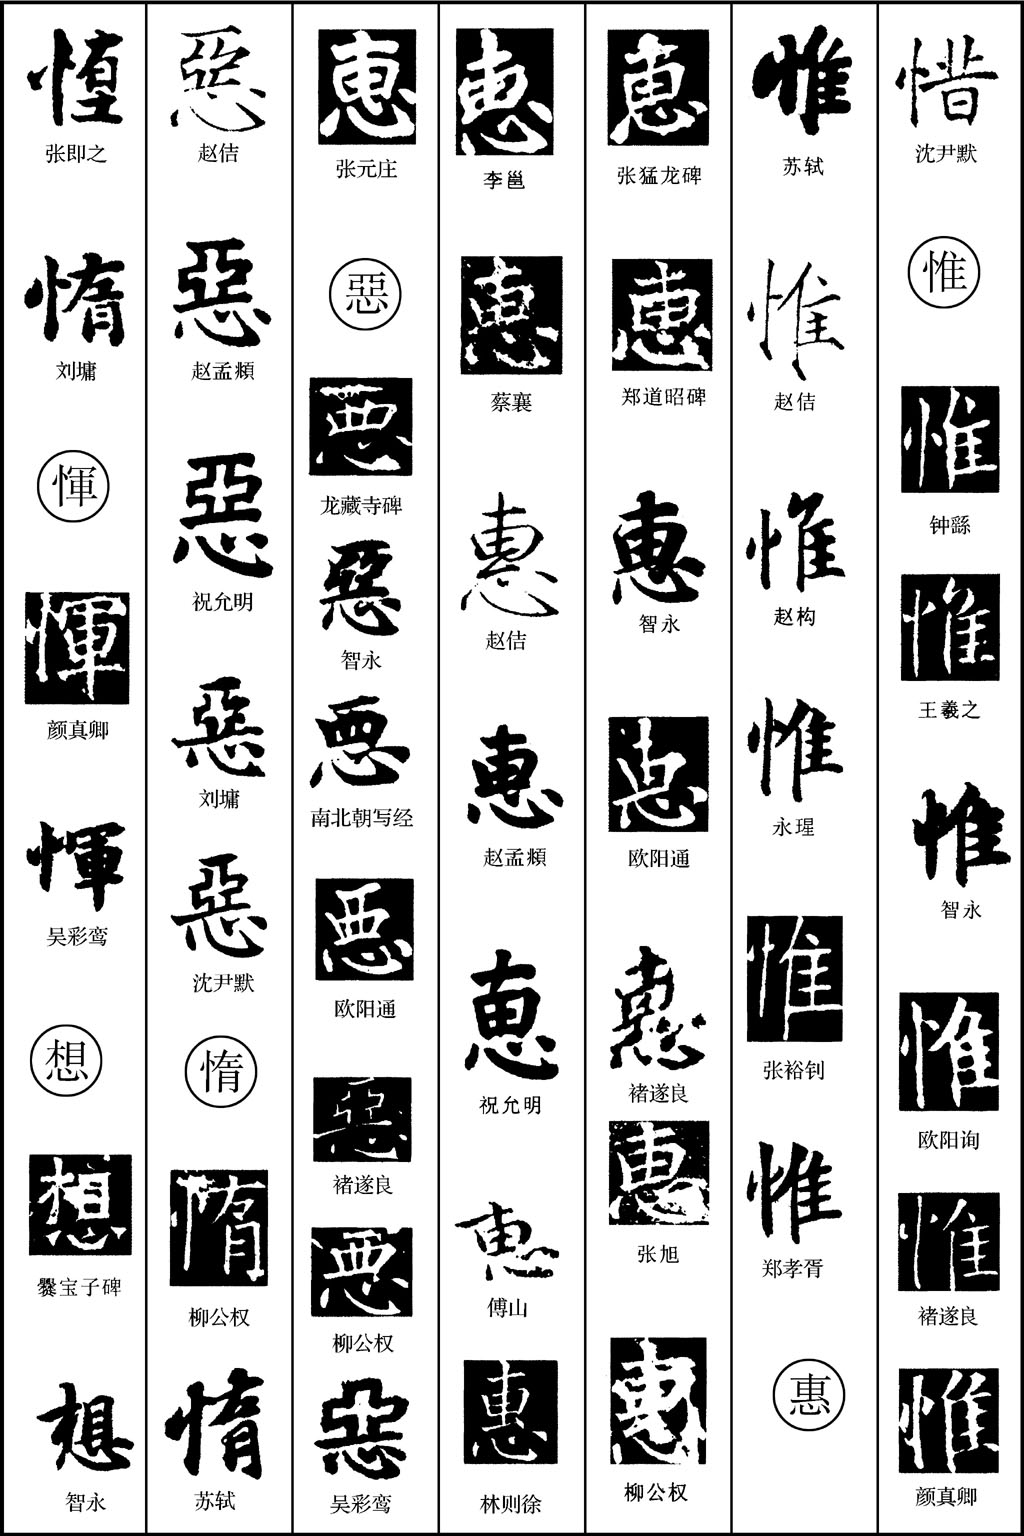 惜
沈尹默
惟
惟
钟繇
惟
王羲之
惟
智永
惟
欧阳询
惟
褚遂良
惟
颜真卿
惟
苏轼
惟
赵佶
惟
赵构
惟
永瑆
惟
张裕钊
惟
郑孝胥
惠
惠
张猛龙碑
惠
郑道昭碑
惠
智永
惠
欧阳通
惠
褚遂良
惠
张旭
惠
柳公权
惠
李邕
惠
蔡襄
惠
赵佶
惠
赵孟頫
惠
祝允明
惠
傅山
惠
林则徐
惠
张元庄
惡
惡
龙藏寺碑
惡
智永
惡
南北朝写经
惡
欧阳通
惡
褚遂良
惡
柳公权
惡
吴彩鸾
惡
赵佶
惡
赵孟頫
惡
祝允明
惡
刘墉
惡
沈尹默
惰
惰
柳公权
惰
苏轼
张即之
惰
刘墉
惲
惲
颜真卿
惲
吴彩鸾
想
想
爨宝子碑
想
智永